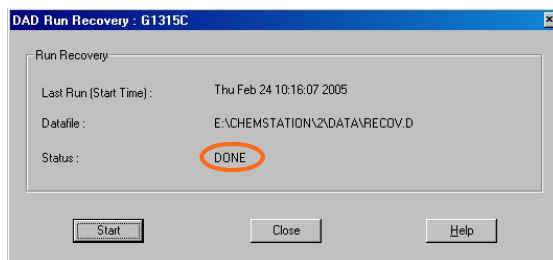 DAD Run Recovery : G1315C
Run Recovery
Last Run (Start Time) : Thu Feb 24 10:16:07 2005
Datafile : E:\CHEMSTATION\2\DATA\RECOV.D
Status : DONE
Start Close Help